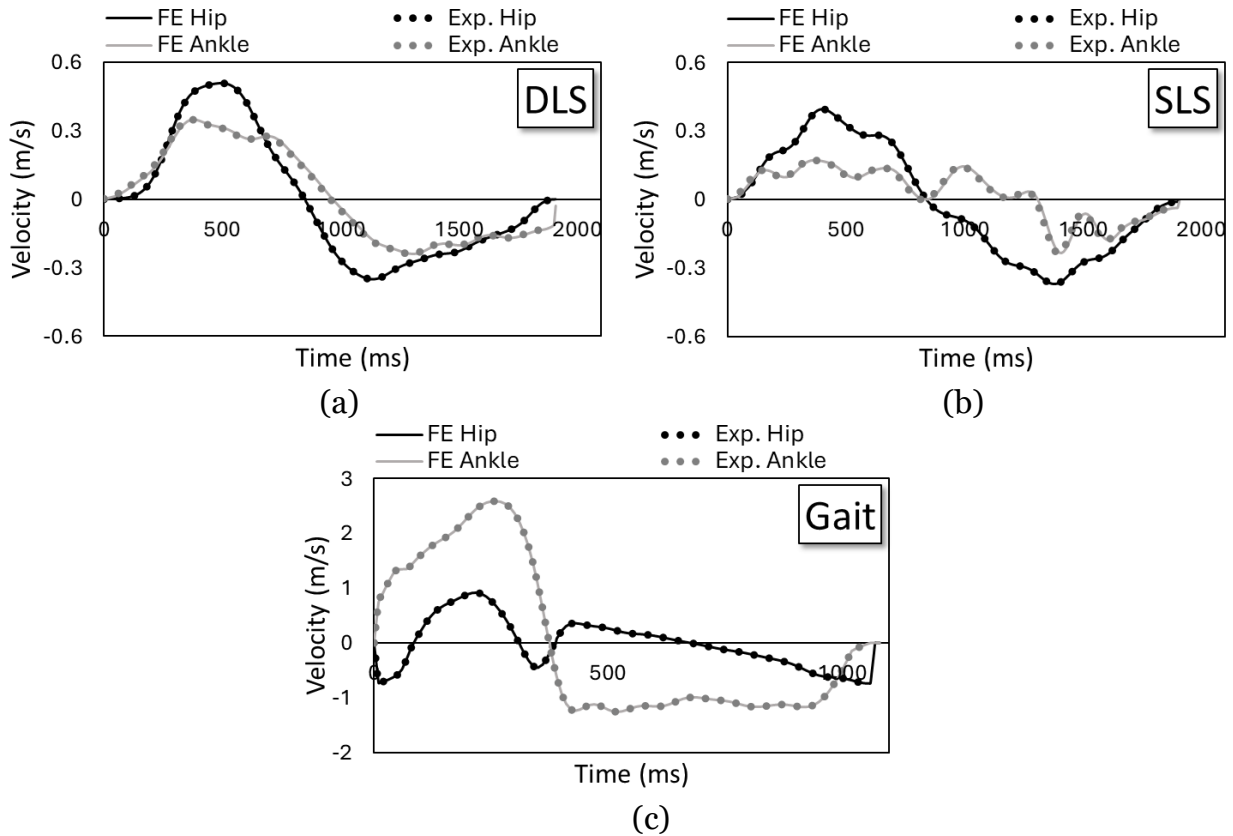 FE Hip
Exp. Hip
FE Ankle
Exp. Ankle
DLS
Velocity (m/s)
0.6
0.3
0
-0.3
-0.6
0
500
1000
1500
2000
Time (ms)
(a)
FE Hip
Exp. Hip
FE Ankle
Exp. Ankle
SLS
Velocity (m/s)
0.6
0.3
0
-0.3
-0.6
0
500
1000
1500
2000
Time (ms)
(b)
FE Hip
Exp. Hip
FE Ankle
Exp. Ankle
Gait
Velocity (m/s)
3
2
1
0
-1
-2
0
500
1000
Time (ms)
(c)